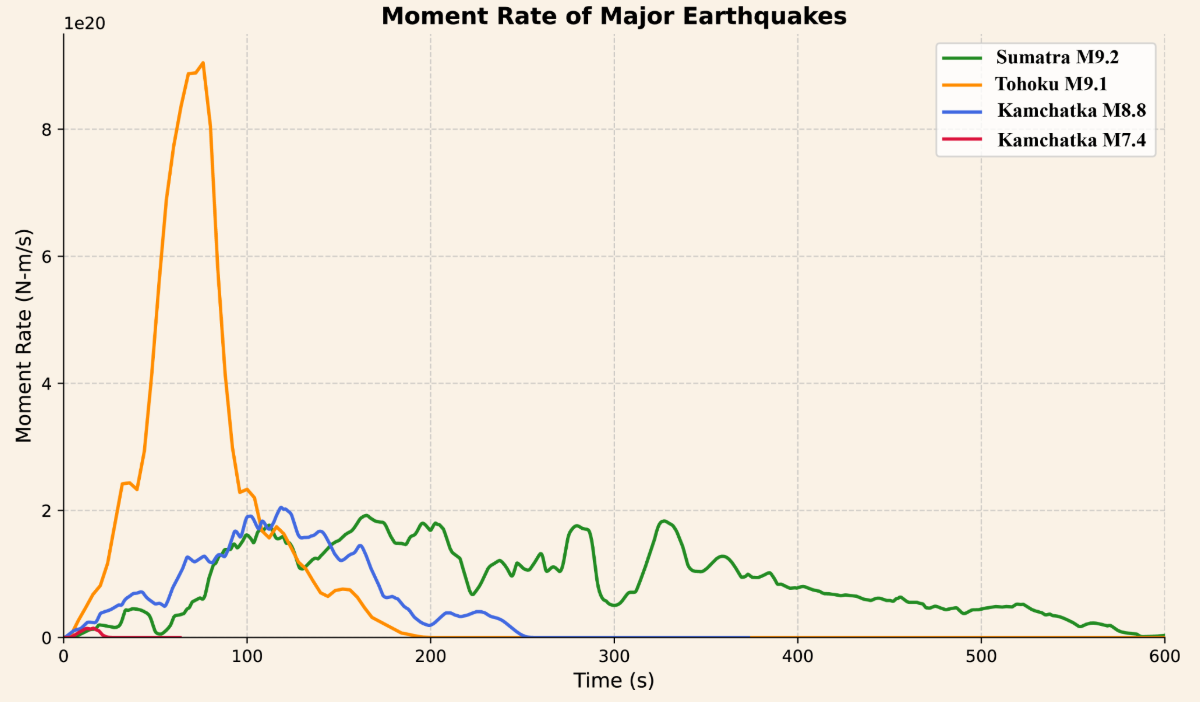 Moment Rate of Major Earthquakes
1e20
Sumatra M9.2
Tohoku M9.1
Kamchatka M8.8
Kamchatka M7.4
Moment Rate (N-m/s)
8
6
4
2
0
0 100 200 300 400 500 600
Time (s)